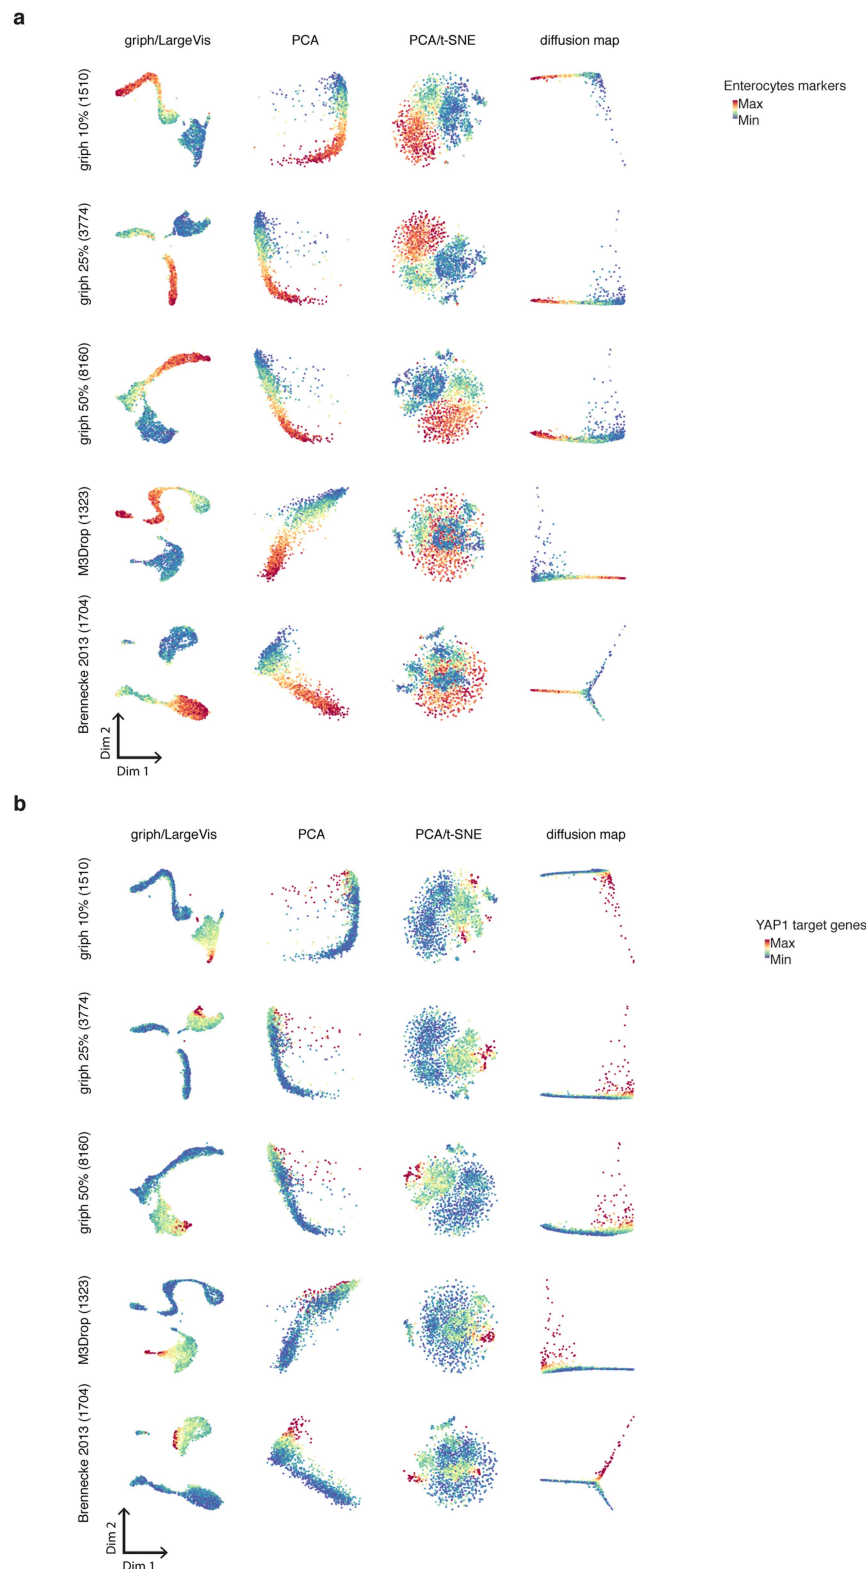 a
griph/LargeVis PCA PCA/t-SNE diffusion map
Enterocytes markers
Max
Min
griph 10% (1510)
griph 25% (3774)
griph 50% (8160)
M3Drop (1323)
Brennecke 2013 (1704)
Dim 2
Dim 1
b
griph/LargeVis PCA PCA/t-SNE diffusion map
YAP1 target genes
Max
Min
griph 10% (1510)
griph 25% (3774)
griph 50% (8160)
M3Drop (1323)
Brennecke 2013 (1704)
Dim 2
Dim 1